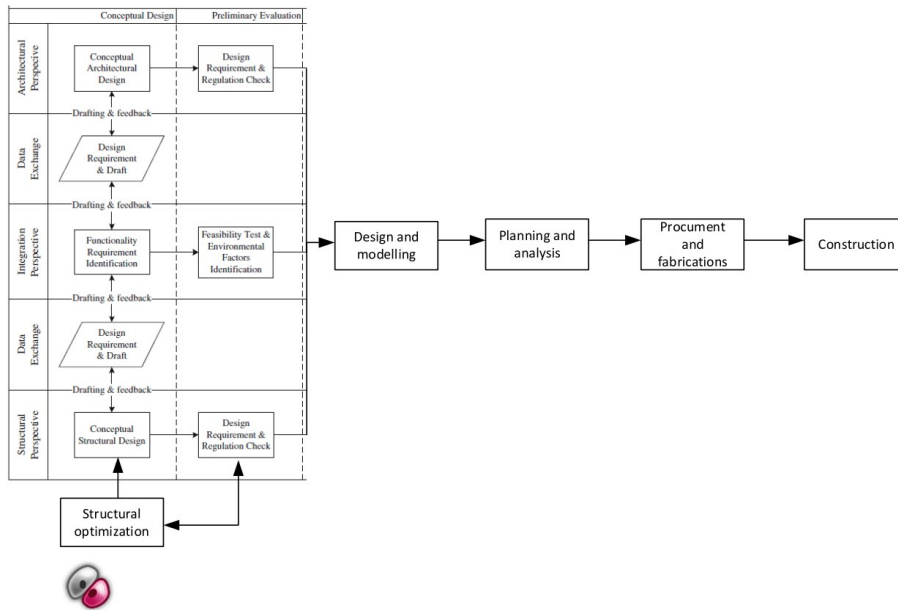 Conceptual Design
Preliminary Evaluation
Architectural
Perspecive
Conceptual
Architectural
Design
Design
Requirement &
Regulation Check
Drafting & feedback
Data
Exchange
Design
Requirement
& Draft
Drafting & feedback
Integration
Perspective
Functionality
Requirement
Identification
Feasibility Test &
Environmental
Factors
Identification
Drafting & feedback
Data
Exchange
Design
Requirement
& Draft
Drafting & feedback
Structural
Perspective
Conceptual
Structural Design
Design
Requirement &
Regulation Check
Structural
optimization
Design and
modelling
Planning and
analysis
Procument
and
fabrications
Construction